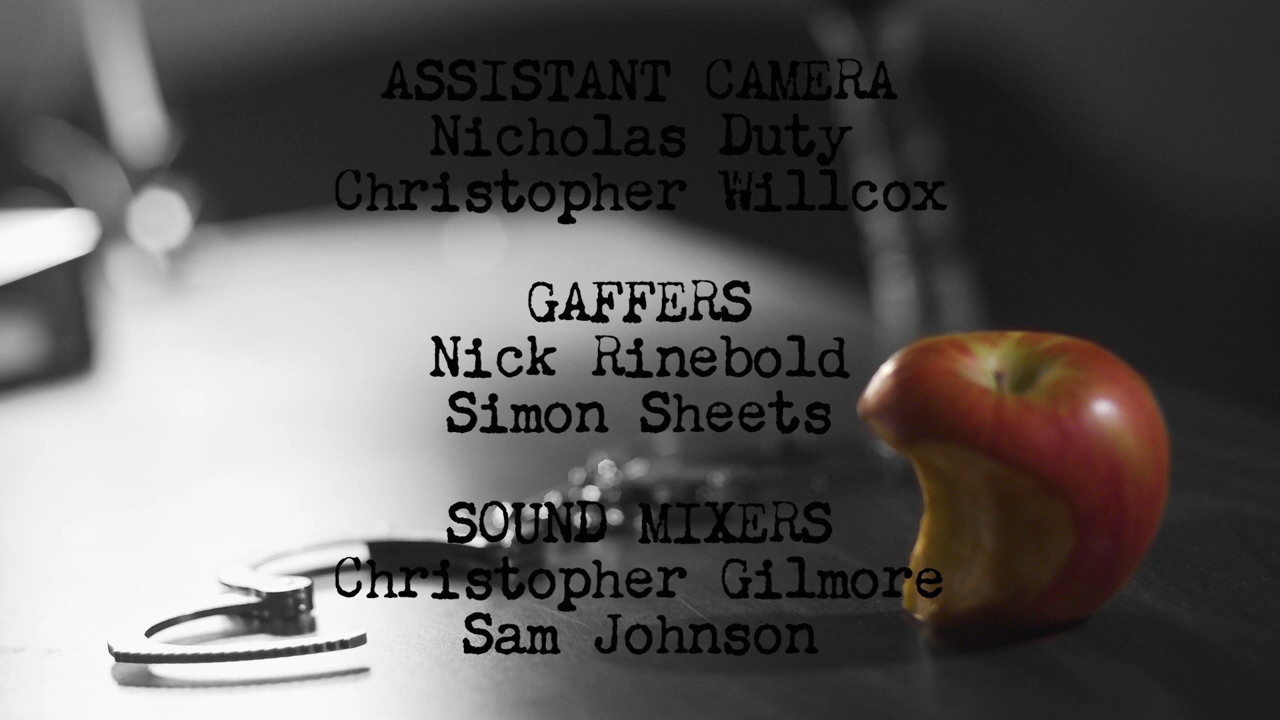 ASSISTANT CAMERA
Nicholas Duty
Christopher Willcox
GAFFERS
Nick Rinebold
Simon Sheets
SOUND MIXERS
Christopher Gilmore
Sam Johnson